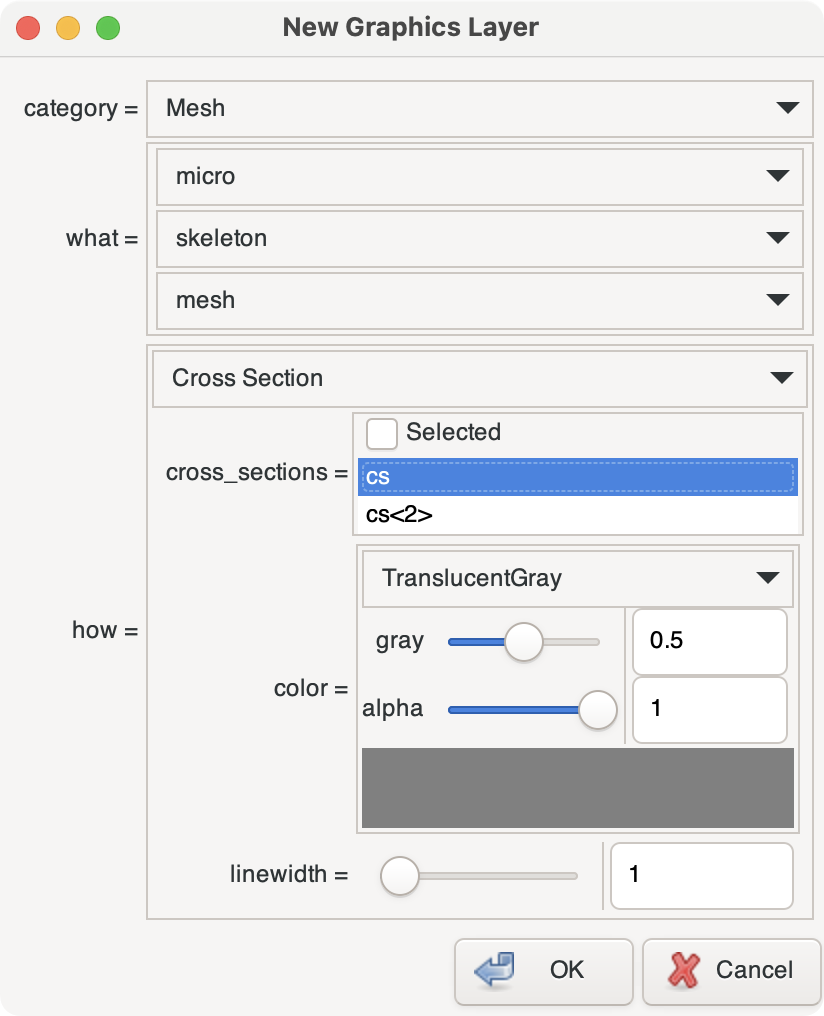 New Graphics Layer
category = Mesh
what = micro
skeleton
mesh
how = Cross Section
cross_sections = Selected
cs
cs<2>
color = TranslucentGray
gray 0.5
alpha 1
linewidth = 1
OK Cancel